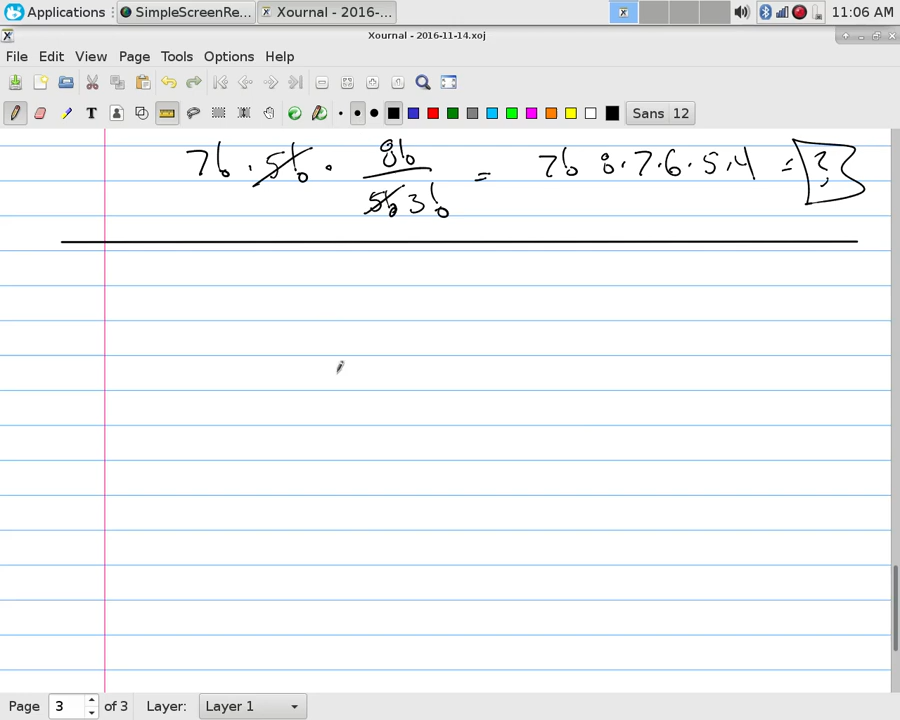 Applications SimpleScreenRe... Xournal - 2016-... 11:06 AM
Xournal - 2016-11-14.xoj
File Edit View Page Tools Options Help
Sans 12
7! · 5! · 8! / 5! 3! = 7! 8·7·6·5·4 = ?
Page 3 of 3 Layer: Layer 1